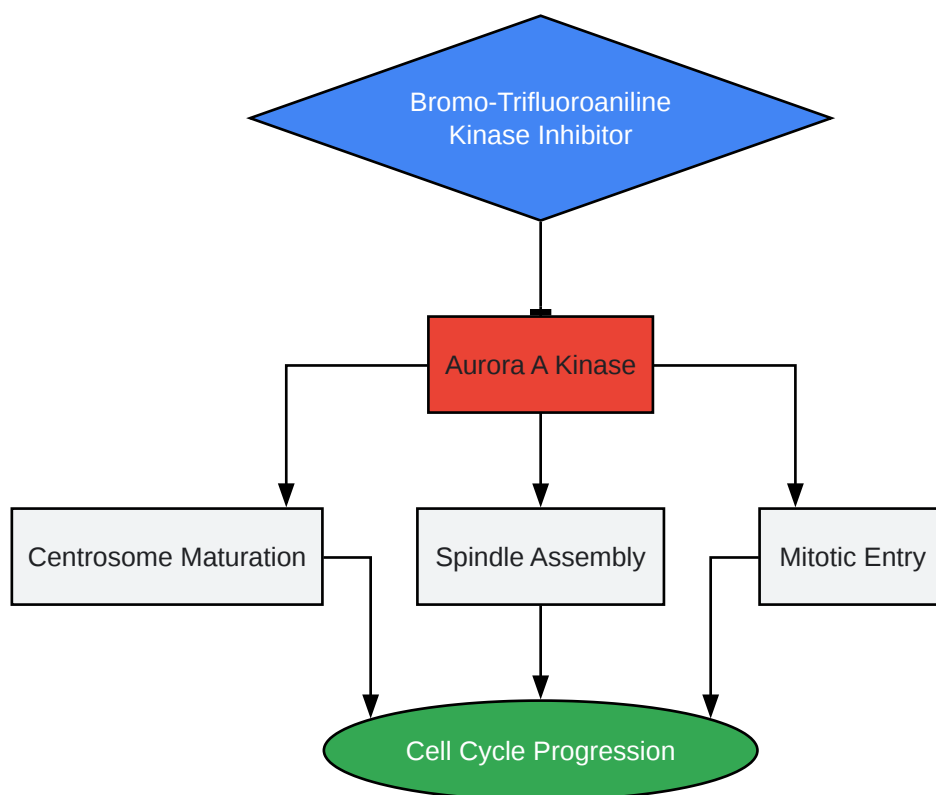 Bromo-Trifluoroaniline
Kinase Inhibitor
Aurora A Kinase
Centrosome Maturation
Spindle Assembly
Mitotic Entry
Cell Cycle Progression